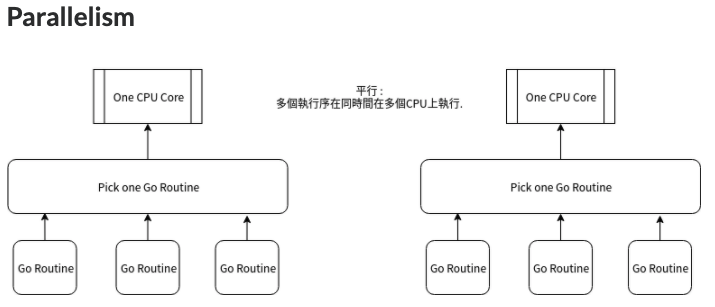 Parallelism
One CPU Core
平行 :
多個執行序在同時間在多個CPU上執行.
One CPU Core
Pick one Go Routine
Pick one Go Routine
Go Routine
Go Routine
Go Routine
Go Routine
Go Routine
Go Routine